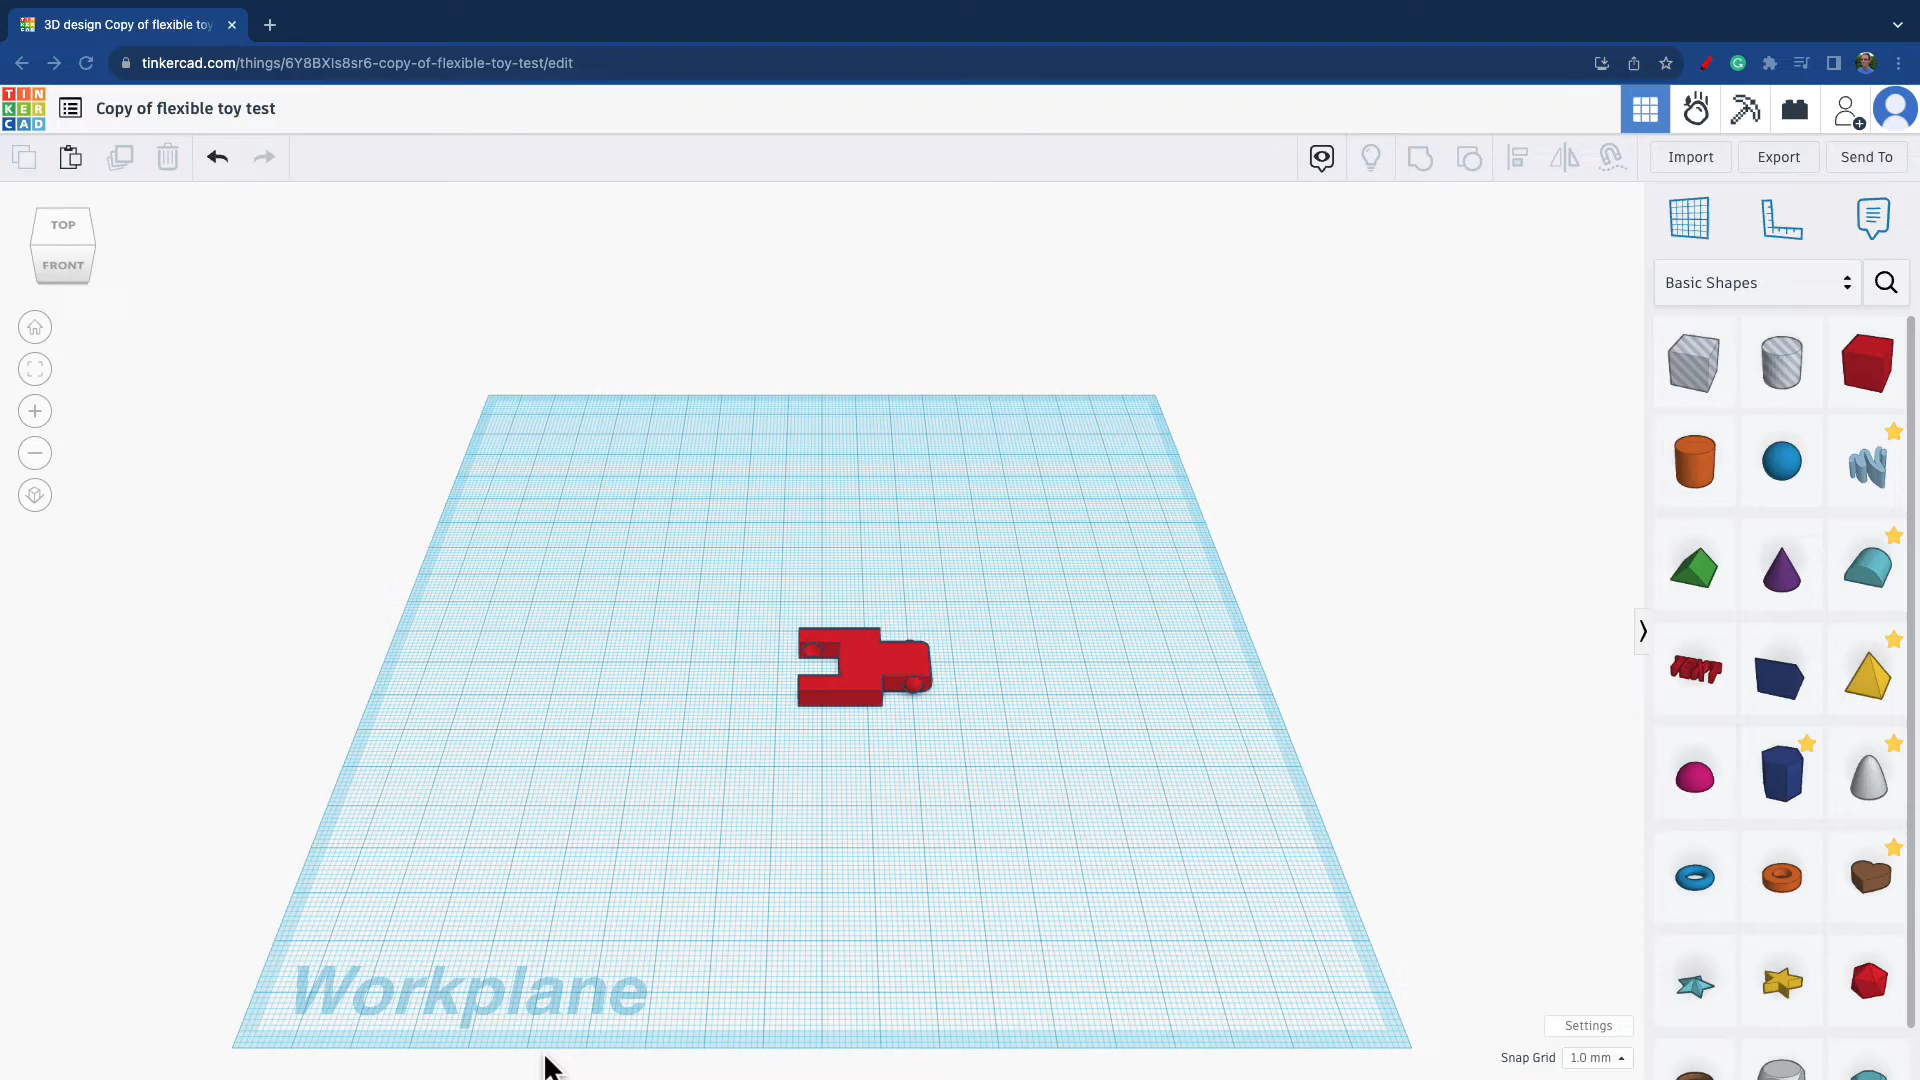 3D design Copy of flexible toy
tinkercad.com/things/6Y8BXIs8sr6-copy-of-flexible-toy-test/edit
TIN
KER
CAD
Copy of flexible toy test
Import
Export
Send To
TOP
FRONT
Basic Shapes
TEXT
Workplane
Settings
Snap Grid
1.0 mm